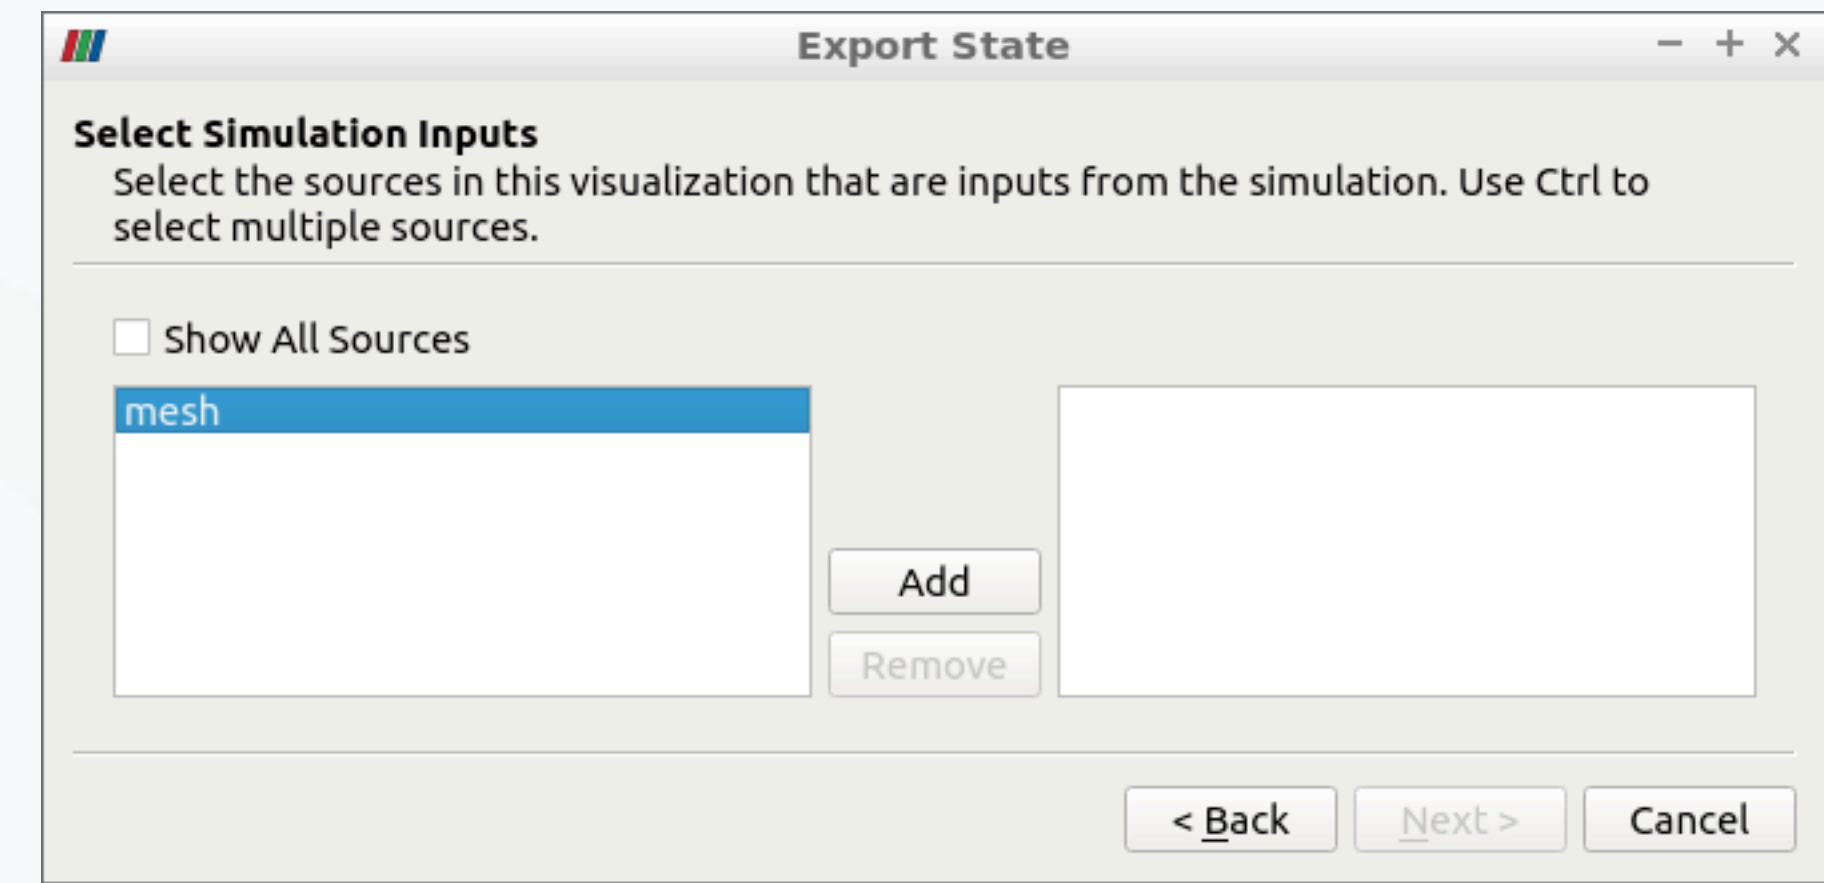 Export State
Select Simulation Inputs
Select the sources in this visualization that are inputs from the simulation. Use Ctrl to
select multiple sources.
Show All Sources
mesh
Add
Remove
< Back
Next >
Cancel